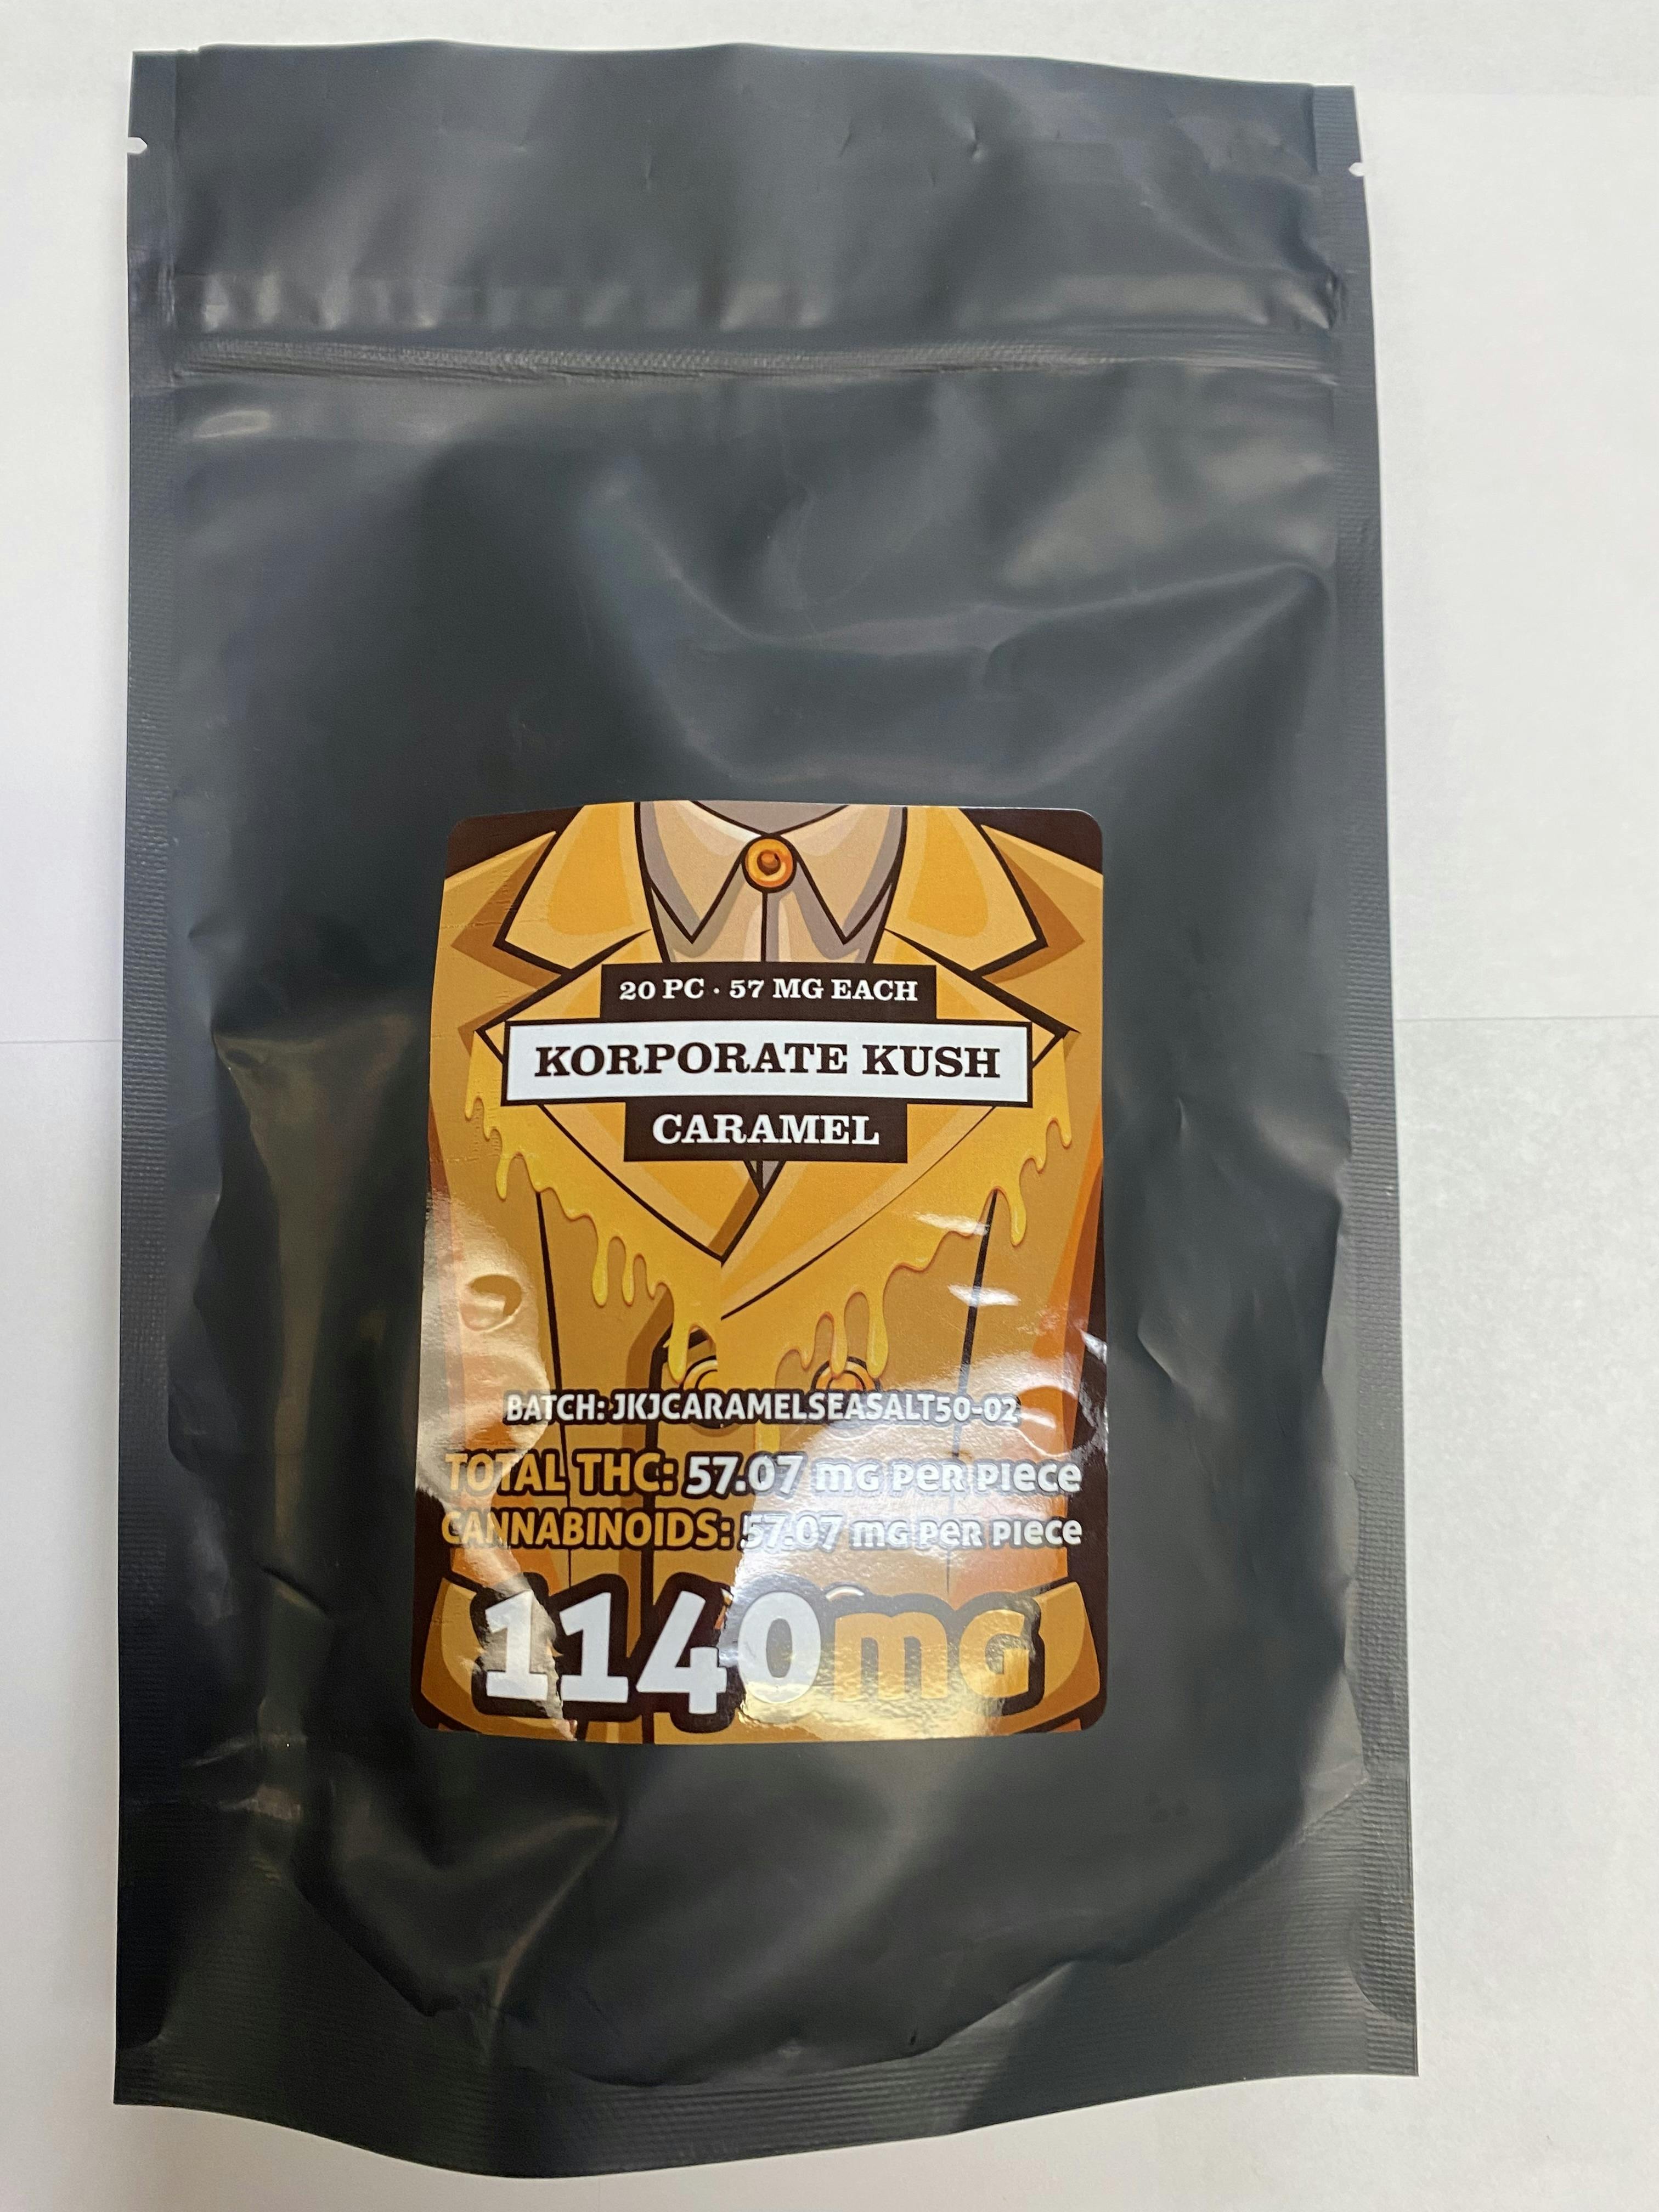 20 PC · 57 MG EACH
KORPORATE KUSH
CARAMEL
BATCH: JKJCARAMELSEASALT50-02
TOTAL THC: 57.07 mG PER PIece
CANNABINOIDS: 57.07 mG PER PIece
1140mG